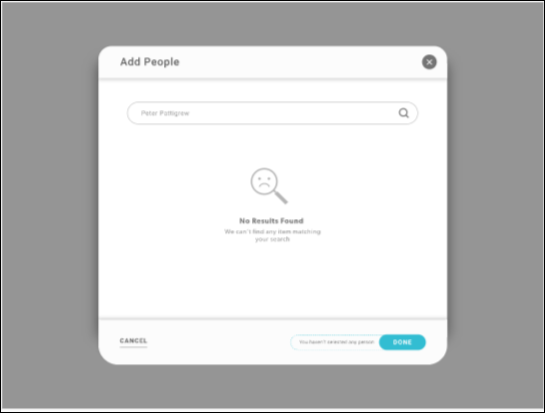 Add People
Peter Pettigrew
No Results Found
We can't find any item matching
your search
CANCEL
You haven't selected any person
DONE